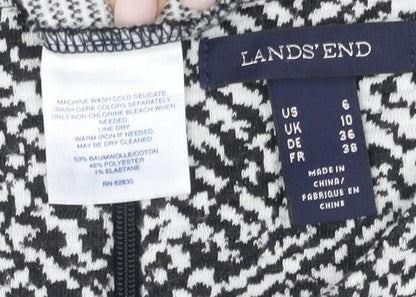 MACHINE WASH COLD DELICATE.
WASH DARK COLORS SEPARATELY
ONLY NON-CHLORINE BLEACH WHEN
NEEDED.
LINE DRY
WARM IRON IF NEEDED
MAY BE DRY CLEANED.
53% BAUMWOLLE/COTTON
46% POLYESTER
1% ELASTANE
RN 62830
LANDS' END
US 6
UK 10
DE 36
FR 38
MADE IN
CHINA/
FABRIQUE EN
CHINE